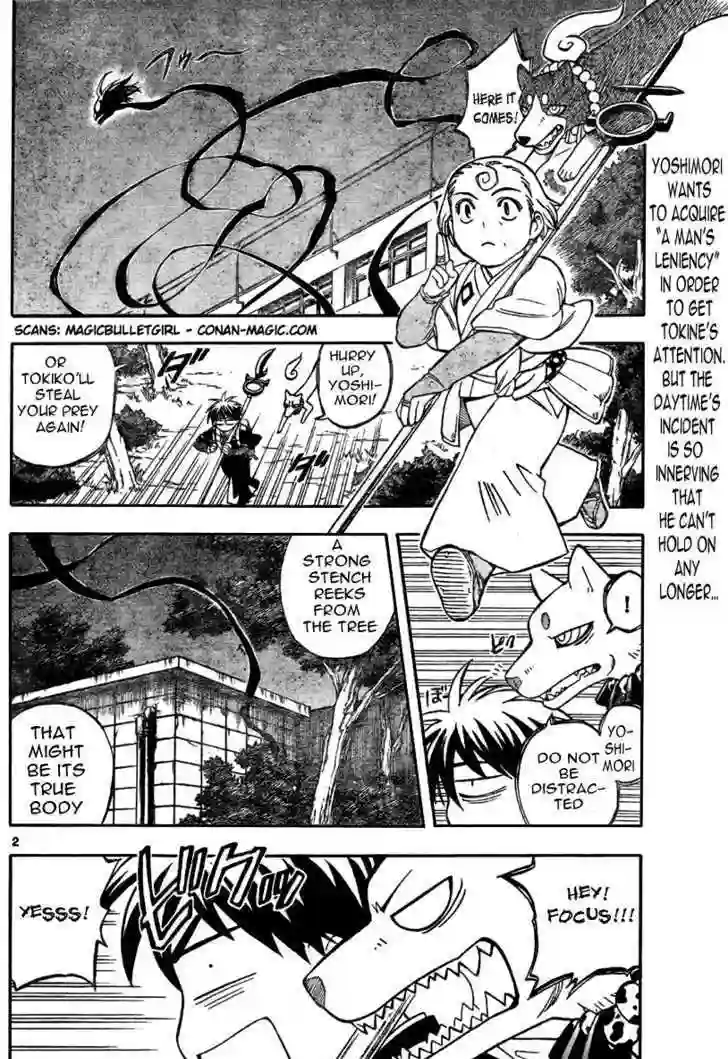 アゥ〜
HERE IT
COMES!
YOSHIMORI
WANTS
TO ACQUIRE
"A MAN'S
LENIENCY"
IN ORDER
TO GET
TOKINE'S
ATTENTION.
BUT THE
DAYTIME'S
INCIDENT
IS SO
INNERVING
THAT
HE CAN'T
HOLD ON
ANY
LONGER...
SCANS: MAGICBULLETGIRL - CONAN-MAGIC.COM
HURRY
UP,
YOSHI-
MORI!
OR
TOKIKO'LL
STEAL
YOUR PREY
AGAIN!
A
STRONG
STENCH
REEKS
FROM
THE TREE
THAT
MIGHT
BE ITS
TRUE
BODY
!
YO-
SHI-
MORI
DO NOT
BE
DISTRAC-
TED
2
HEY!
FOCUS!!!
YESSS!